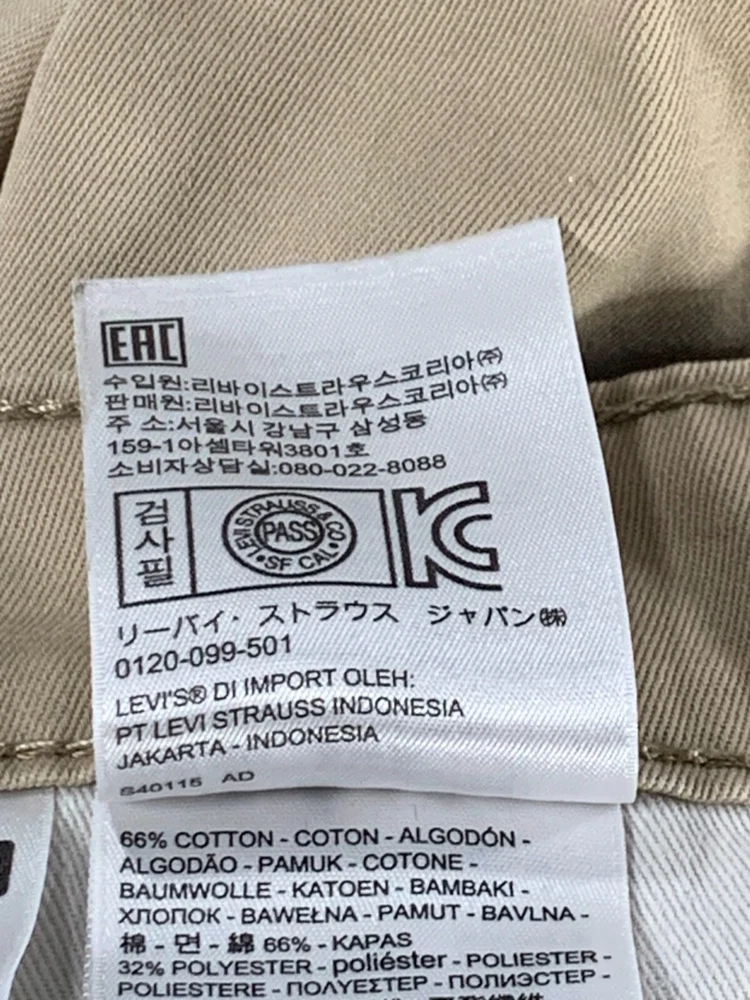 EAC
수입원:리바이스트라우스코리아㈜
판매원:리바이스트라우스코리아㈜
주 소:서울시 강남구 삼성동
159-1아셈타워3801호
소비자상담실:080-022-8088
검사필
LEVI STRAUSS & CO
PASS
SF CAL
KC
リーバイ・ストラウス ジャパン㈱
0120-099-501
LEVI'S® DI IMPORT OLEH:
PT LEVI STRAUSS INDONESIA
JAKARTA - INDONESIA
S40115 AD
66% COTTON - COTON - ALGODÓN -
ALGODÃO - PAMUK - COTONE -
BAUMWOLLE - KATOEN - BAMBAKI -
ХЛОПОК - BAWEŁNA - PAMUT - BAVLNA -
棉 - 면 - 綿 66% - KAPAS
32% POLYESTER - poliéster - POLYESTER -
POLIESTERE - ΠΟΛΥΕΣΤΕΡ - ПОЛИЭСТЕР -